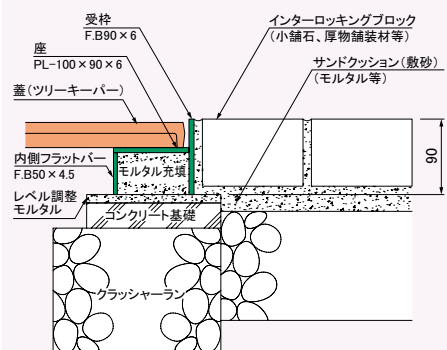 受枠
F.B90×6
インターロッキングブロック
(小舗石、厚物舗装材等)
座
PL-100×90×6
サンドクッション(敷砂)
(モルタル等)
蓋(ツリーキーパー)
内側フラットバー
F.B50×4.5
モルタル充填
90
レベル調整
モルタル
コンクリート基礎
クラッシャーラン